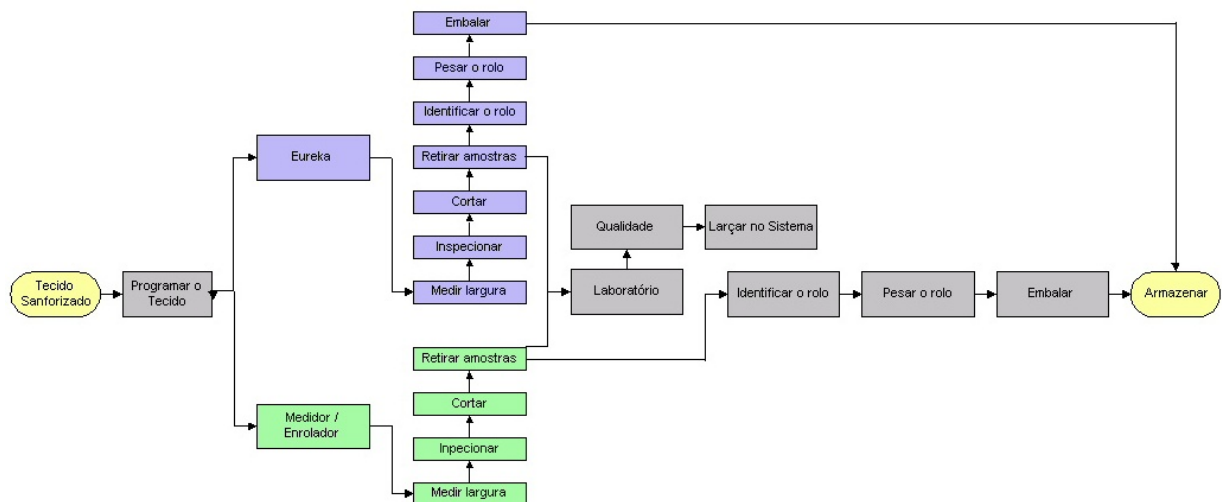 Embalar
Pesar o rolo
Identificar o rolo
Eureka
Retirar amostras
Cortar
Qualidade
Larçar no Sistema
Inspecionar
Tecido
Sanforizado
Programar o
Tecido
Medir largura
Laboratório
Identificar o rolo
Pesar o rolo
Embalar
Armazenar
Retirar amostras
Cortar
Medidor /
Enrolador
Inpecionar
Medir largura